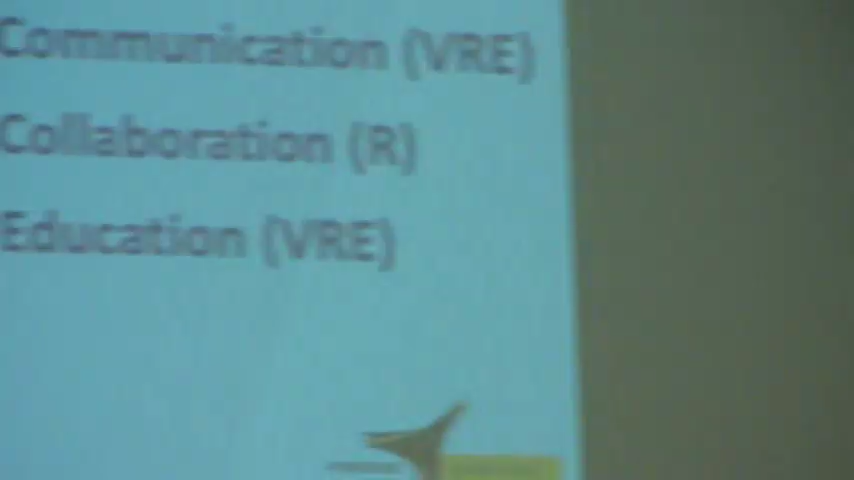 Communication (VRE)
Collaboration (R)
Education (VRE)